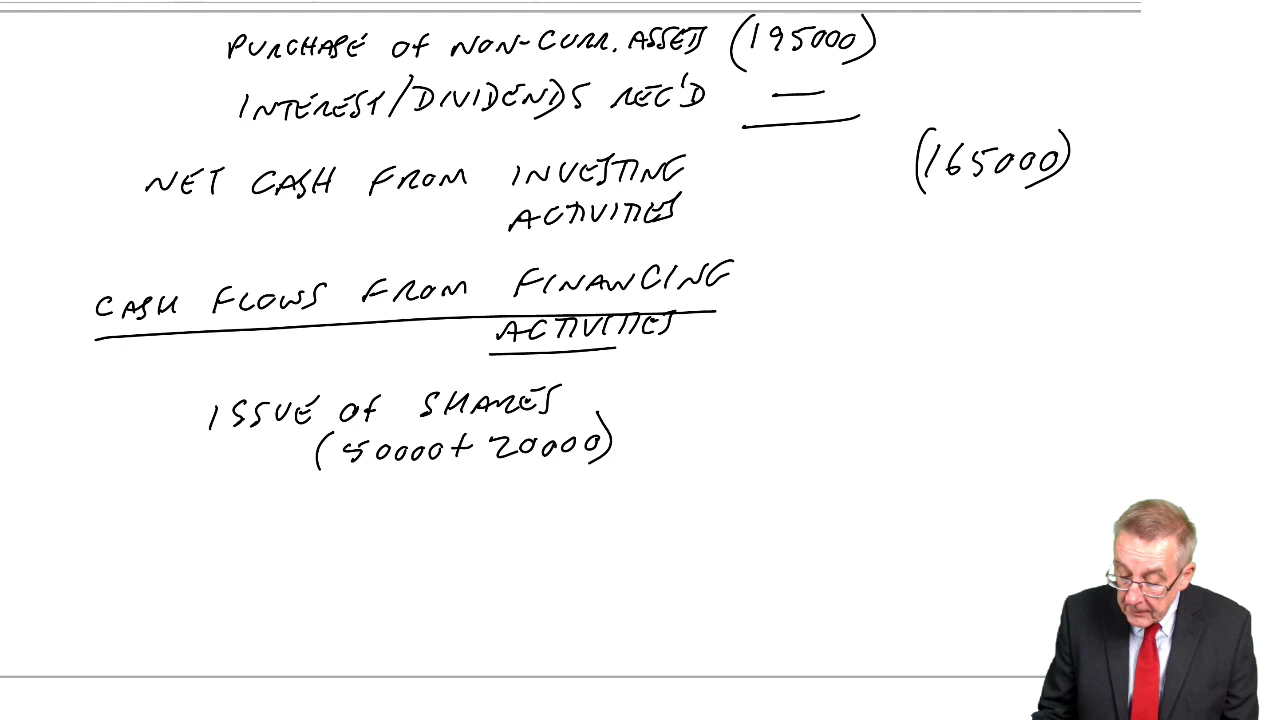 PURCHASE OF NON-CURR. ASSETS (195000)
INTEREST/DIVIDENDS REC'D —
NET CASH FROM INVESTING (165000)
ACTIVITIES
CASH FLOWS FROM FINANCING
ACTIVITIES
ISSUE OF SHARES
(50000 + 20000)